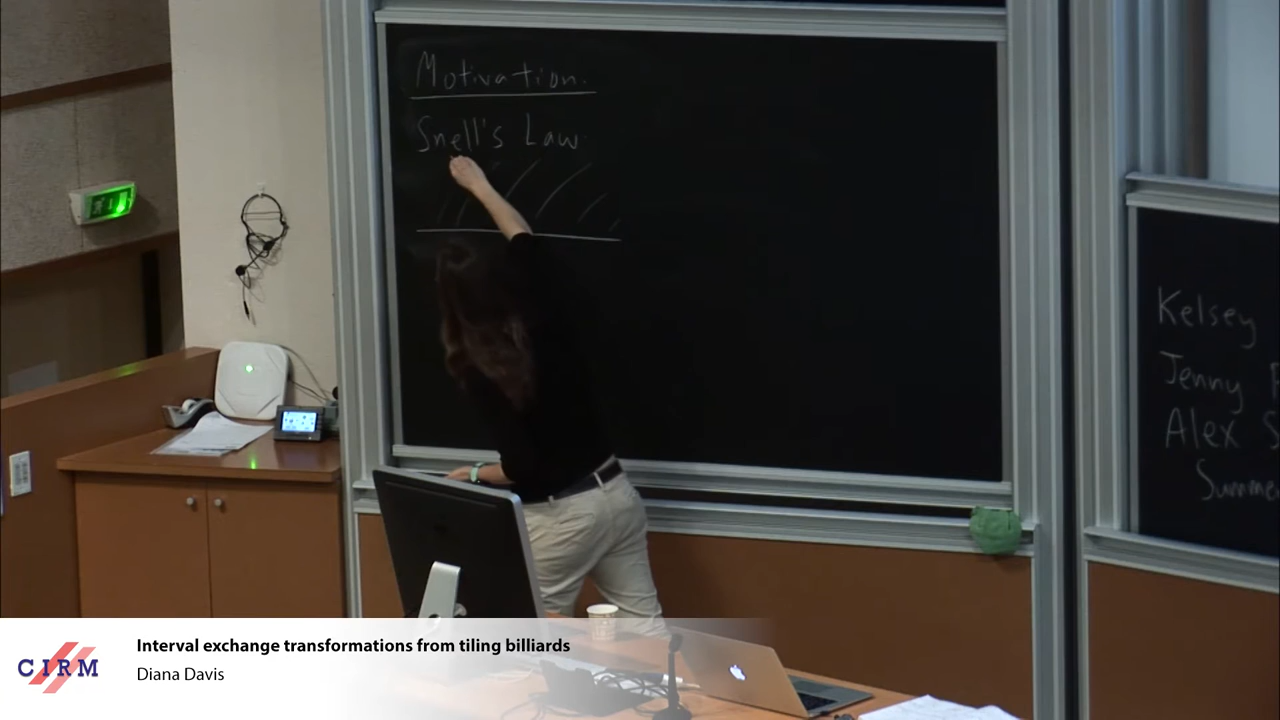 Motivation.
Snell's Law.
Kelsey
Jenny
Alex S
Summe
Interval exchange transformations from tiling billiards
CIRM
Diana Davis